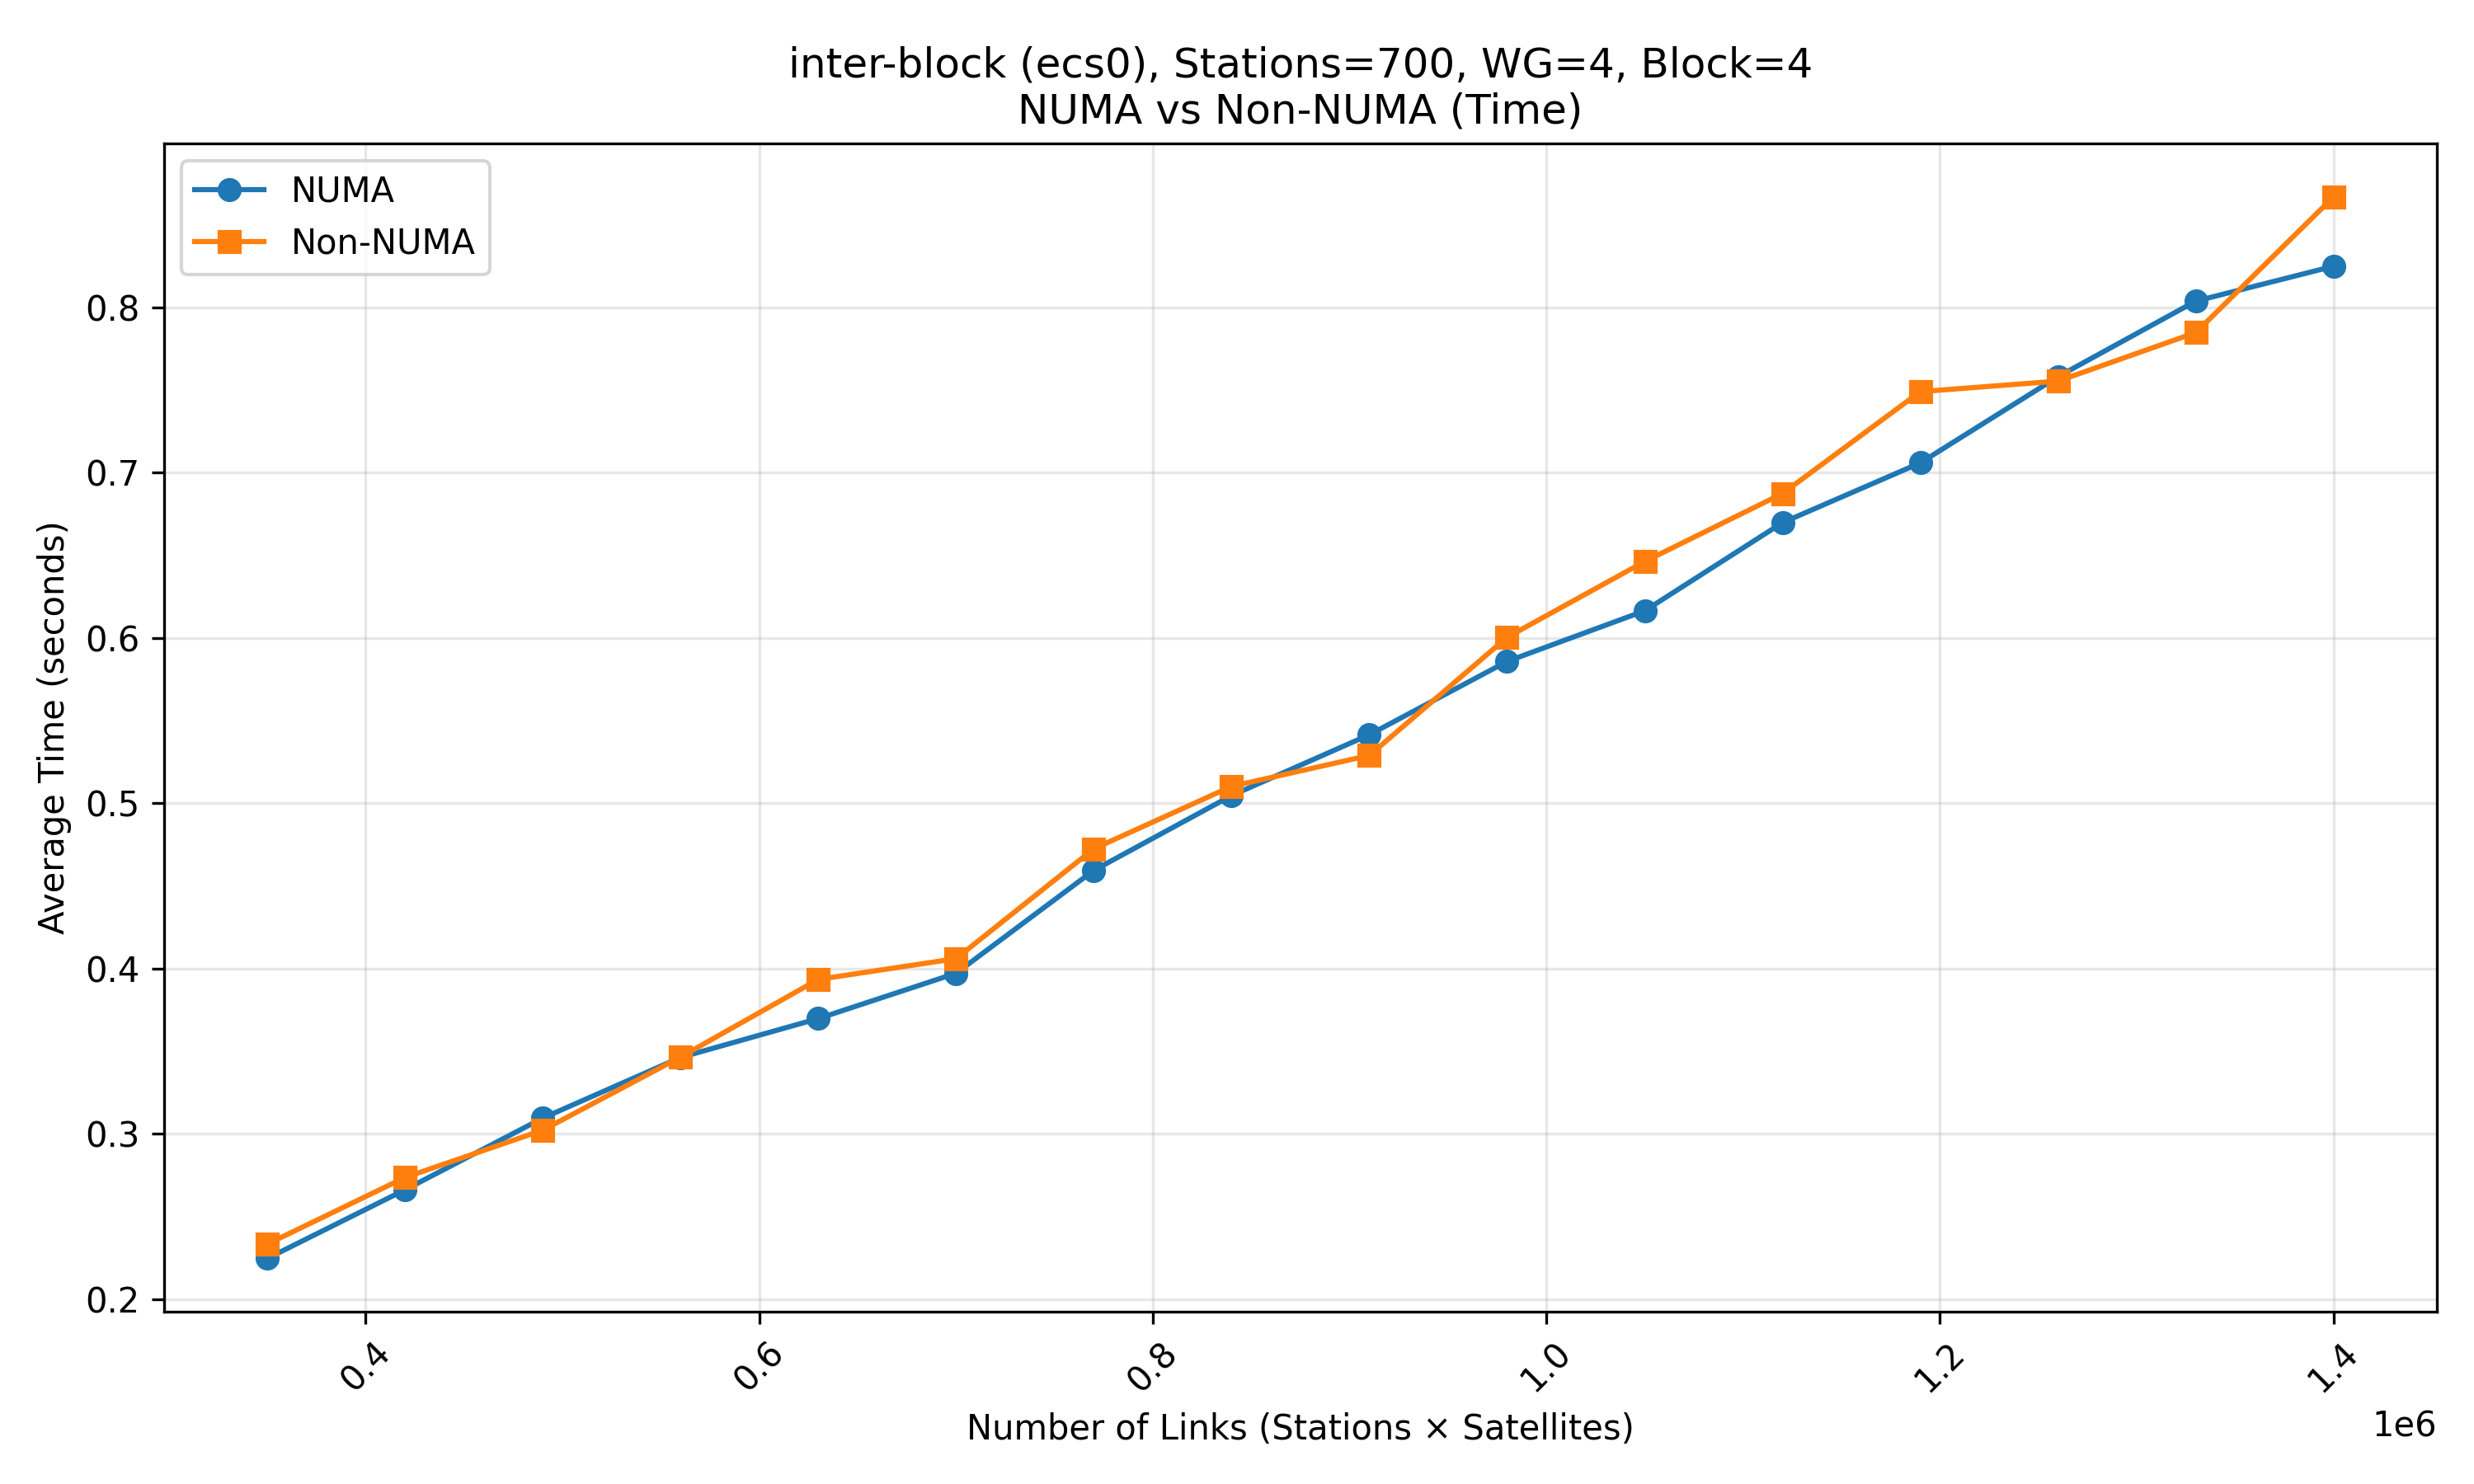 inter-block (ecs0), Stations=700, WG=4, Block=4
NUMA vs Non-NUMA (Time)
NUMA
Non-NUMA
Average Time (seconds)
0.8
0.7
0.6
0.5
0.4
0.3
0.2
0.4
0.6
0.8
1.0
1.2
1.4
1e6
Number of Links (Stations × Satellites)